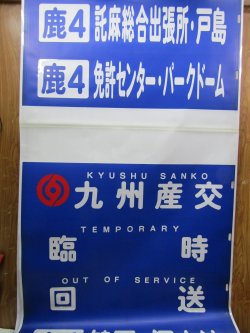 鹿4 託麻総合出張所・戸島
鹿4 免許センター・パークドーム
KYUSHU SANKO
九州産交
TEMPORARY
臨時
OUT OF SERVICE
回送